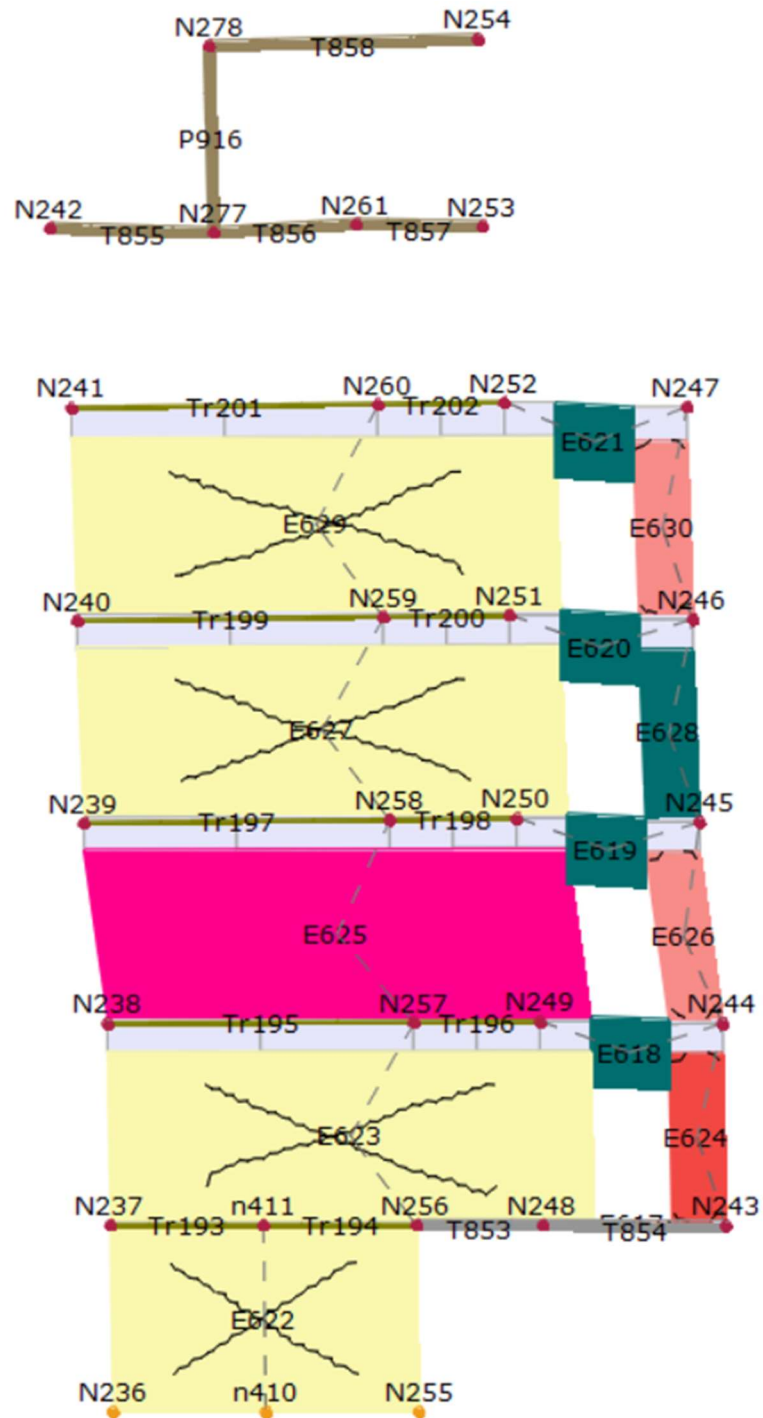 N278 N254
T858
P916
N242 N277 N261 N253
T855 T856 T857
N241 N260 N252 N247
Tr201 Tr202
E621
E629 E630
N240 N259 N251 N246
Tr199 Tr200
E620
E627 E628
N239 N258 N250 N245
Tr197 Tr198
E619
E625 E626
N238 N257 N249 N244
Tr195 Tr196
E618
E623 E624
N237 n411 N256 N248 N243
Tr193 Tr194 T853 T854
E622
N236 n410 N255